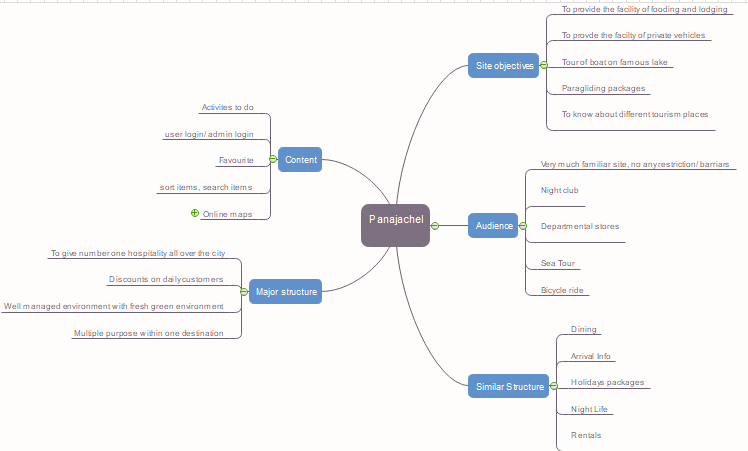 To provide the facility of fooding and lodging
To provde the facilty of private vehicles
Site objectives
Tour of boat on famous lake
Paragliding packages
To know about different tourism places
Activites to do
user login/ admin login
Content
Favourite
sort items, search items
Online maps
Panajachel
Very much familiar site, no any restriction/ barriars
Night club
Audience
Departmental stores
Sea Tour
Bicycle ride
To give number one hospitality all over the city
Discounts on daily customers
Major structure
Well managed environment with fresh green environment
Multiple purpose within one destination
Dining
Arrival Info
Similar Structure
Holidays packages
Night Life
Rentals